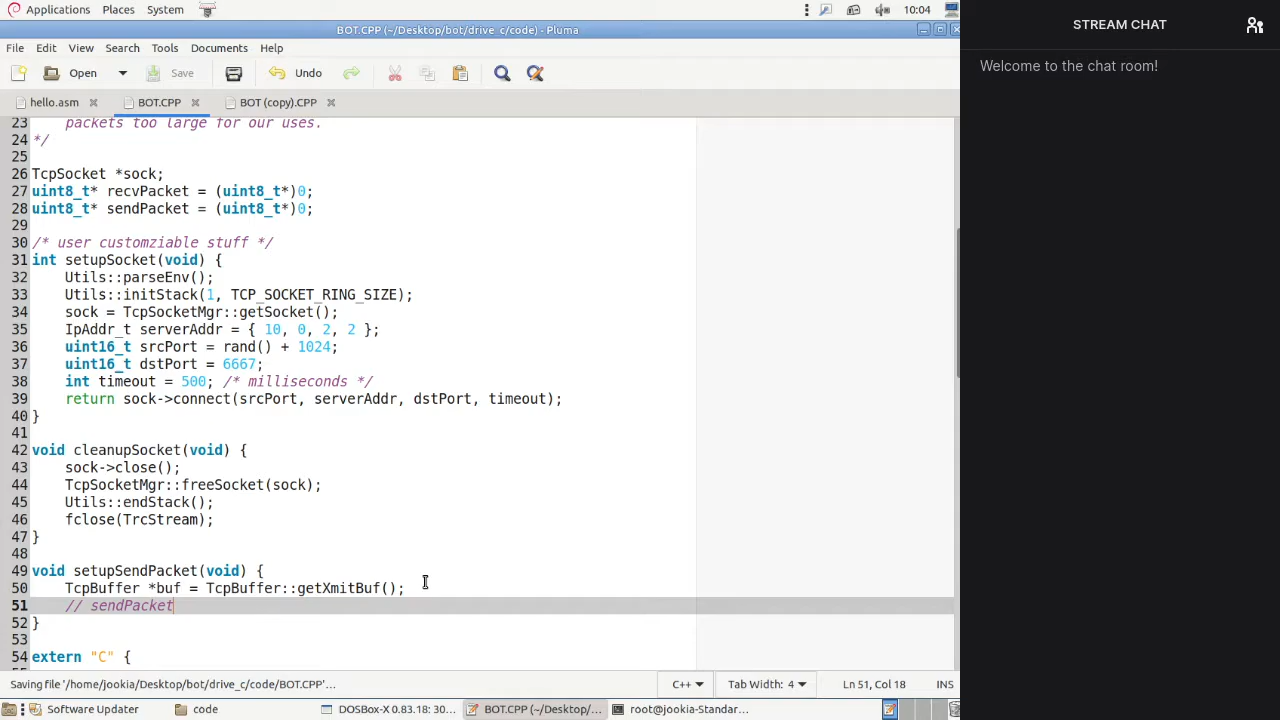 Applications Places System 10:04
BOT.CPP (~/Desktop/bot/drive_c/code) - Pluma
File Edit View Search Tools Documents Help
Open Save Undo
hello.asm BOT.CPP BOT (copy).CPP
23 packets too large for our uses.
24 */
25
26 TcpSocket *sock;
27 uint8_t* recvPacket = (uint8_t*)0;
28 uint8_t* sendPacket = (uint8_t*)0;
29
30 /* user customziable stuff */
31 int setupSocket(void) {
32 Utils::parseEnv();
33 Utils::initStack(1, TCP_SOCKET_RING_SIZE);
34 sock = TcpSocketMgr::getSocket();
35 IpAddr_t serverAddr = { 10, 0, 2, 2 };
36 uint16_t srcPort = rand() + 1024;
37 uint16_t dstPort = 6667;
38 int timeout = 500; /* milliseconds */
39 return sock->connect(srcPort, serverAddr, dstPort, timeout);
40 }
41
42 void cleanupSocket(void) {
43 sock->close();
44 TcpSocketMgr::freeSocket(sock);
45 Utils::endStack();
46 fclose(TrcStream);
47 }
48
49 void setupSendPacket(void) {
50 TcpBuffer *buf = TcpBuffer::getXmitBuf();
51 // sendPacket
52 }
53
54 extern "C" {
Saving file '/home/jookia/Desktop/bot/drive_c/code/BOT.CPP'... C++ Tab Width: 4 Ln 51, Col 18 INS
Software Updater code DOSBox-X 0.83.18: 30... BOT.CPP (~/Desktop/... root@jookia-Standar...
STREAM CHAT
Welcome to the chat room!